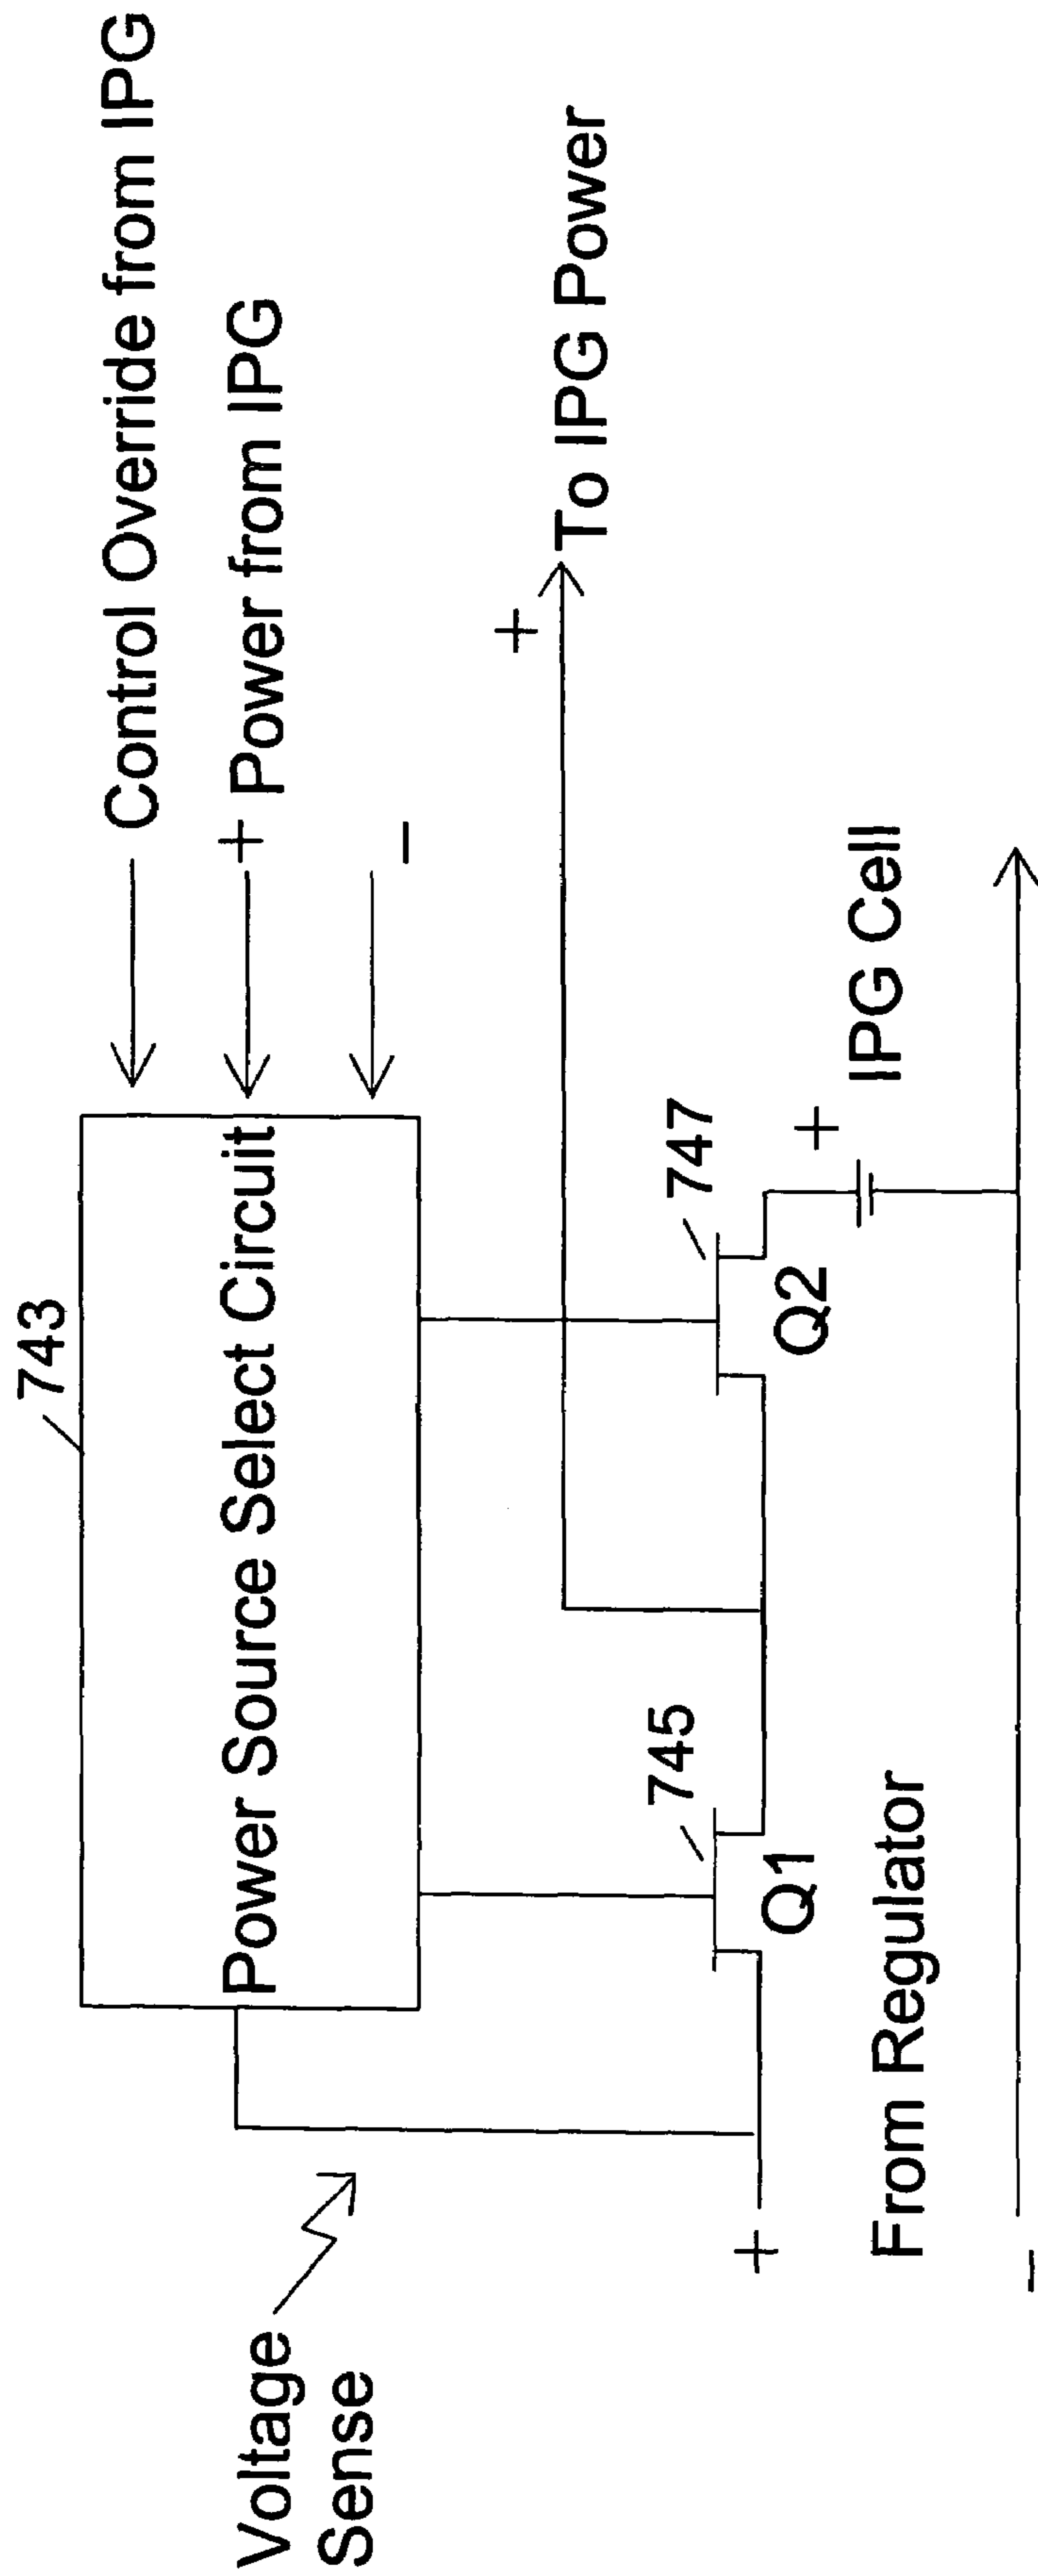 743
Control Override from IPG
Power Source Select Circuit
+ Power from IPG
−
Voltage
Sense
+
To IPG Power
745
747
Q1
Q2
+
+
IPG Cell
From Regulator
−